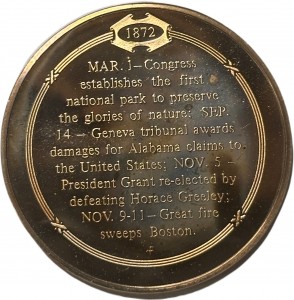 1872
MAR. 1–Congress
establishes the first
national park to preserve
the glories of nature: SEP.
14 – Geneva tribunal awards
damages for Alabama claims to
the United States; NOV. 5 –
President Grant re-elected by
defeating Horace Greeley;
NOV. 9-11–Great fire
sweeps Boston.